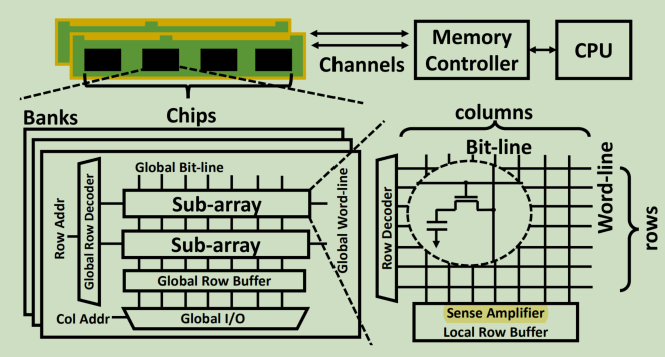 Memory
Controller
CPU
Channels
Banks
Chips
columns
Bit-line
Word-line
rows
Global Bit-line
Row Addr
Global Row Decoder
Sub-array
Sub-array
Global Word-line
Global Row Buffer
Col Addr
Global I/O
Row Decoder
Sense Amplifier
Local Row Buffer